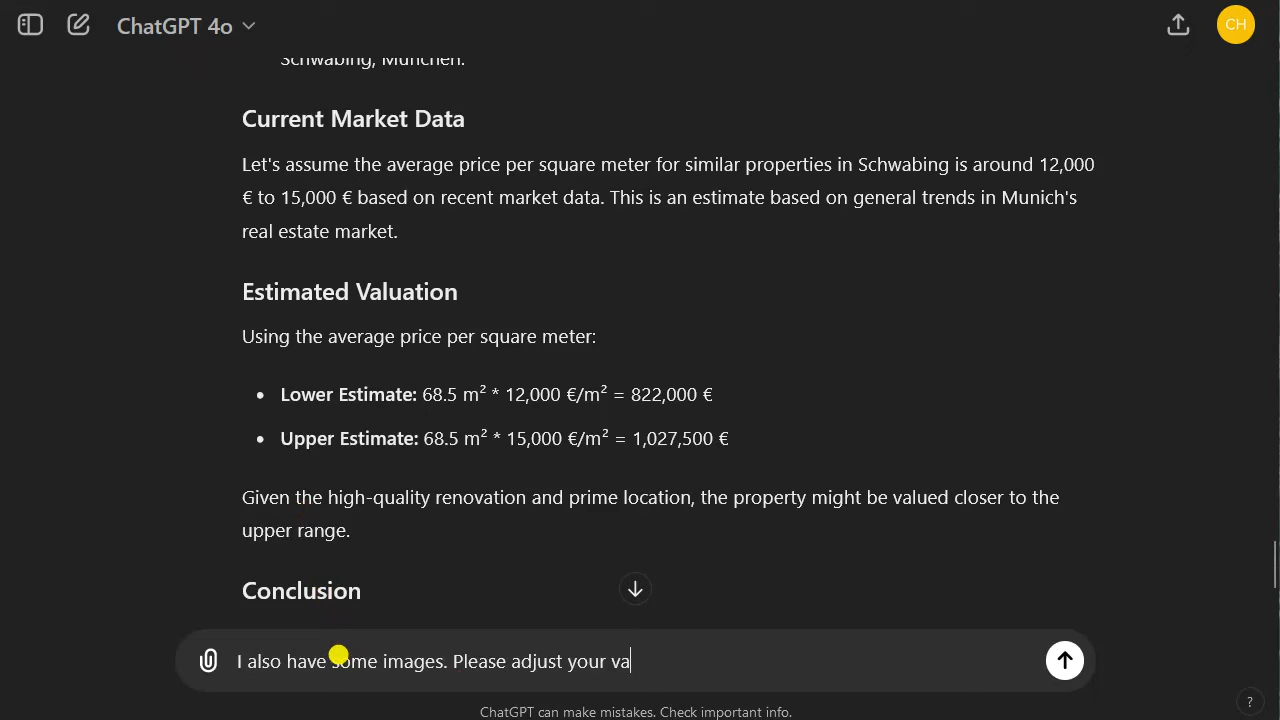 ChatGPT 4o
CH
Schwabing, München.
Current Market Data
Let's assume the average price per square meter for similar properties in Schwabing is around 12,000
€ to 15,000 € based on recent market data. This is an estimate based on general trends in Munich's
real estate market.
Estimated Valuation
Using the average price per square meter:
• Lower Estimate: 68.5 m² * 12,000 €/m² = 822,000 €
• Upper Estimate: 68.5 m² * 15,000 €/m² = 1,027,500 €
Given the high-quality renovation and prime location, the property might be valued closer to the
upper range.
Conclusion
I also have some images. Please adjust your va
ChatGPT can make mistakes. Check important info.
?